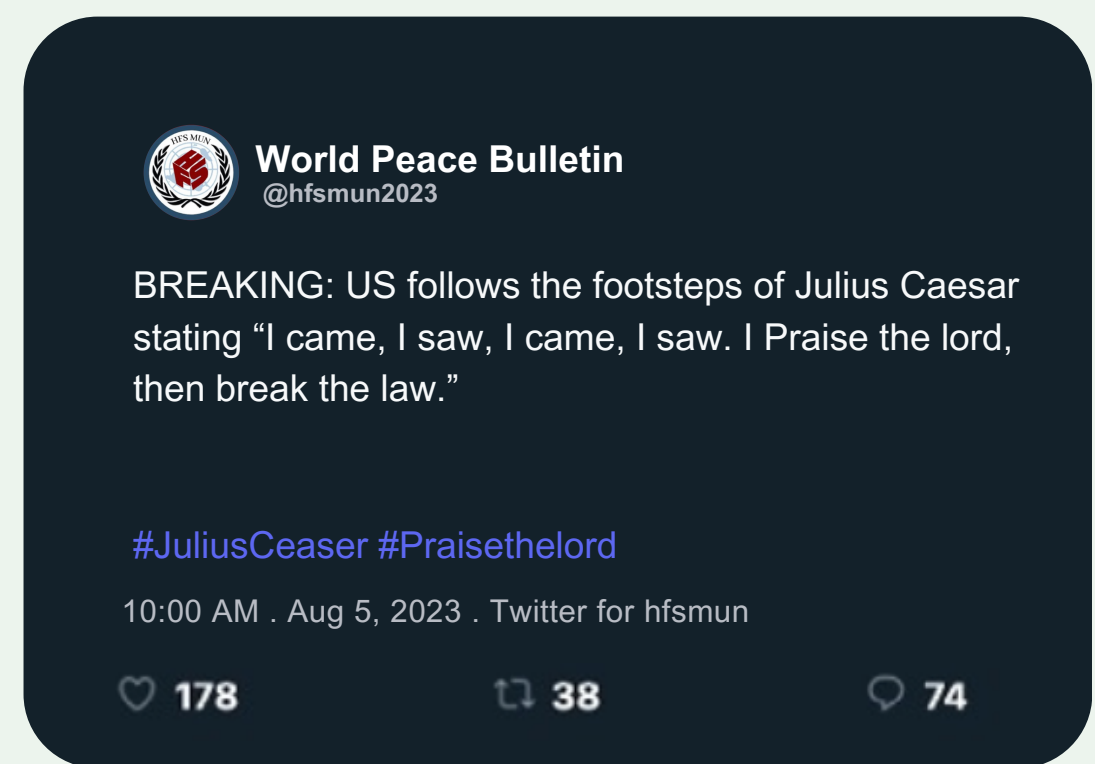 HFS MUN
World Peace Bulletin
@hfsmun2023
BREAKING: US follows the footsteps of Julius Caesar
stating “I came, I saw, I came, I saw. I Praise the lord,
then break the law.”
#JuliusCeaser #Praisethelord
10:00 AM . Aug 5, 2023 . Twitter for hfsmun
178 38 74